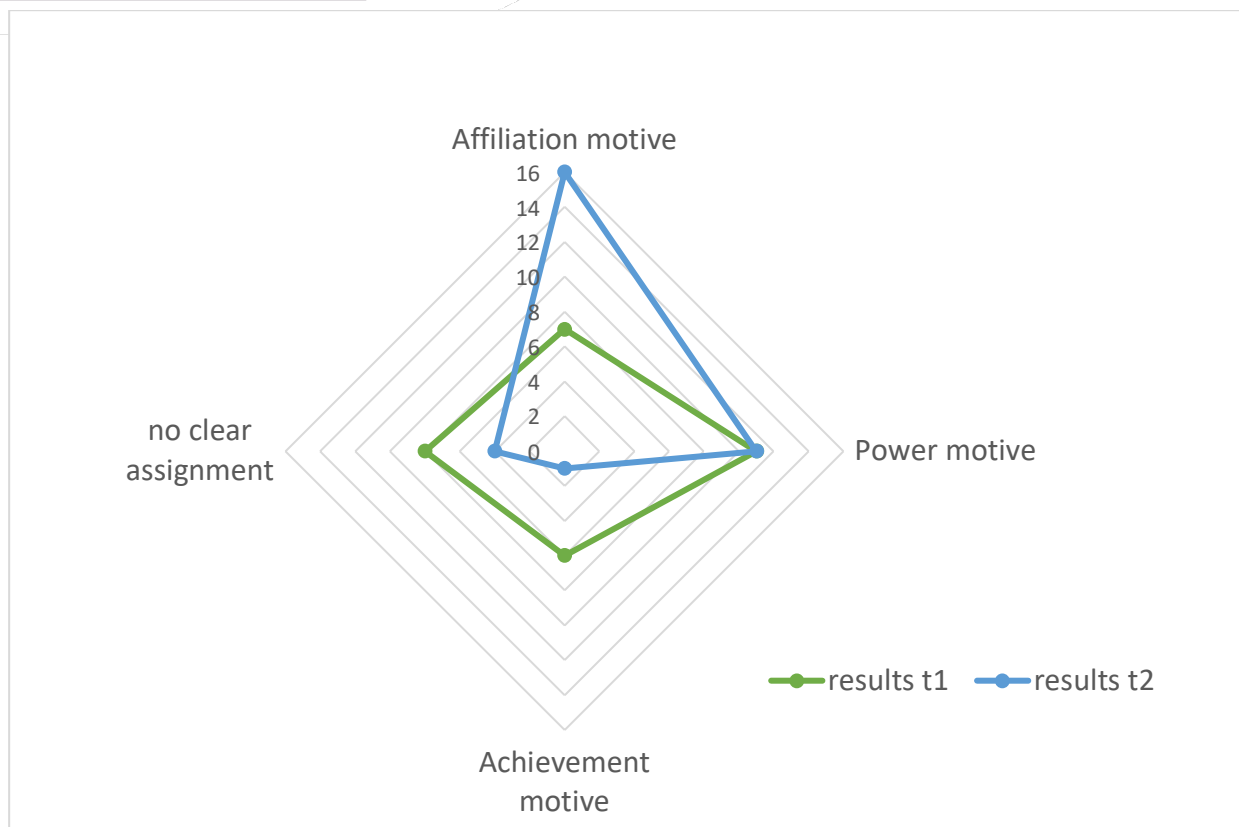 Affiliation motive
16
14
12
10
8
6
4
2
0
no clear
assignment
Power motive
results t1
results t2
Achievement
motive